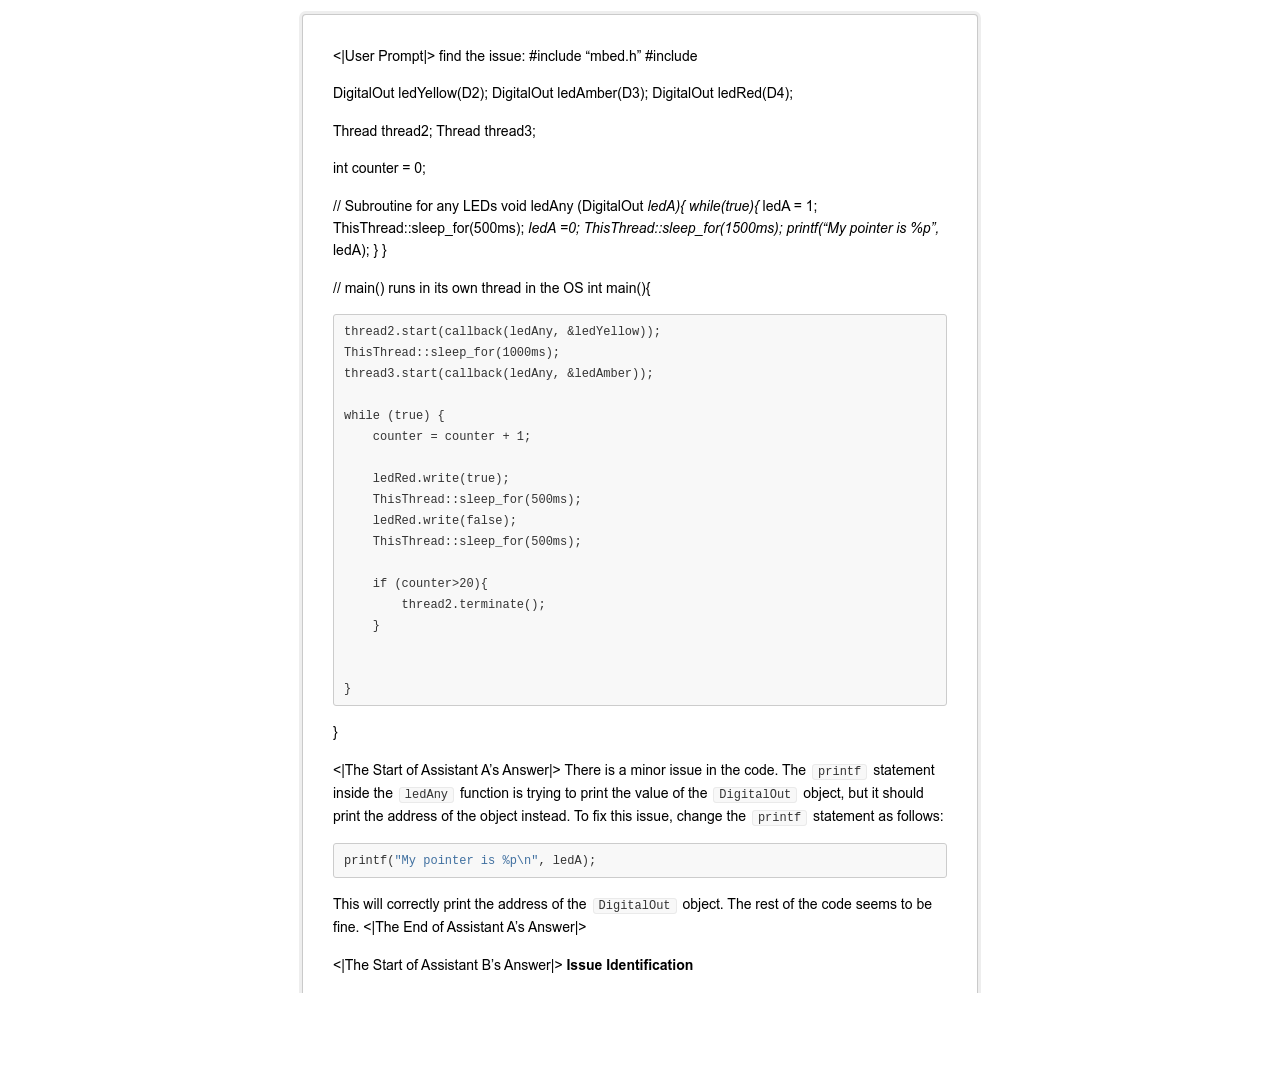 <|User Prompt|> find the issue: #include “mbed.h” #include
DigitalOut ledYellow(D2); DigitalOut ledAmber(D3); DigitalOut ledRed(D4);
Thread thread2; Thread thread3;
int counter = 0;
// Subroutine for any LEDs void ledAny (DigitalOut ledA){ while(true){ ledA = 1;
ThisThread::sleep_for(500ms); ledA =0; ThisThread::sleep_for(1500ms); printf(“My pointer is %p”,
ledA); } }
// main() runs in its own thread in the OS int main(){
thread2.start(callback(ledAny, &ledYellow));
ThisThread::sleep_for(1000ms);
thread3.start(callback(ledAny, &ledAmber));
while (true) {
counter = counter + 1;
ledRed.write(true);
ThisThread::sleep_for(500ms);
ledRed.write(false);
ThisThread::sleep_for(500ms);
if (counter>20){
thread2.terminate();
}
}
}
<|The Start of Assistant A’s Answer|> There is a minor issue in the code. The printf statement
inside the ledAny function is trying to print the value of the DigitalOut object, but it should
print the address of the object instead. To fix this issue, change the printf statement as follows:
printf("My pointer is %p\n", ledA);
This will correctly print the address of the DigitalOut object. The rest of the code seems to be
fine. <|The End of Assistant A’s Answer|>
<|The Start of Assistant B’s Answer|> Issue Identification